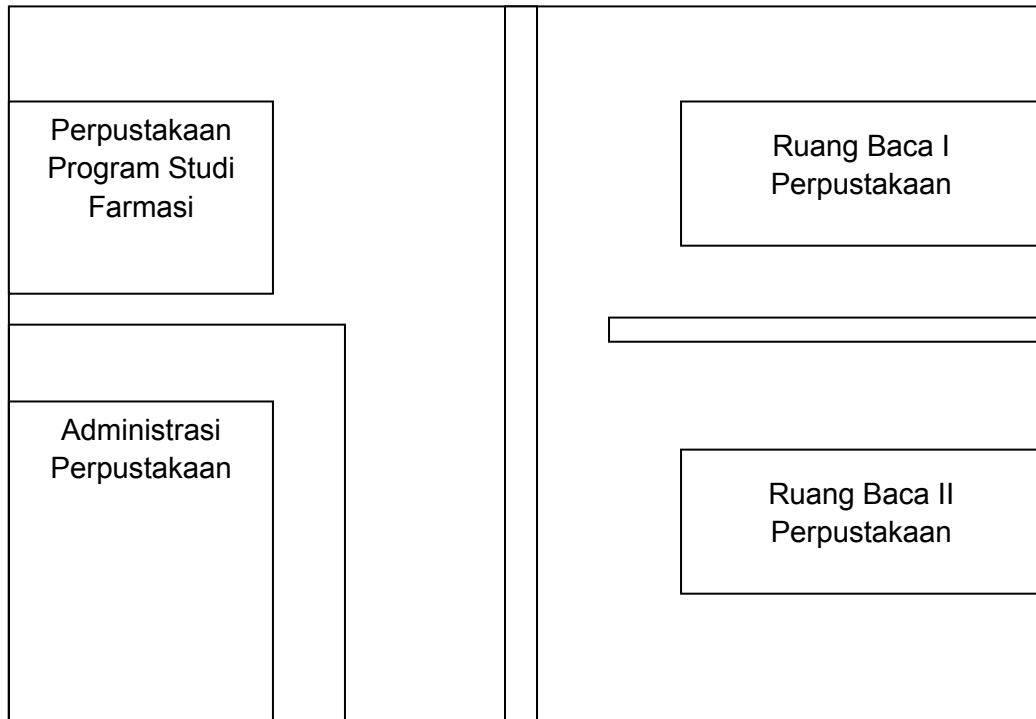 Perpustakaan
Program Studi
Farmasi
Ruang Baca I
Perpustakaan
Administrasi
Perpustakaan
Ruang Baca II
Perpustakaan